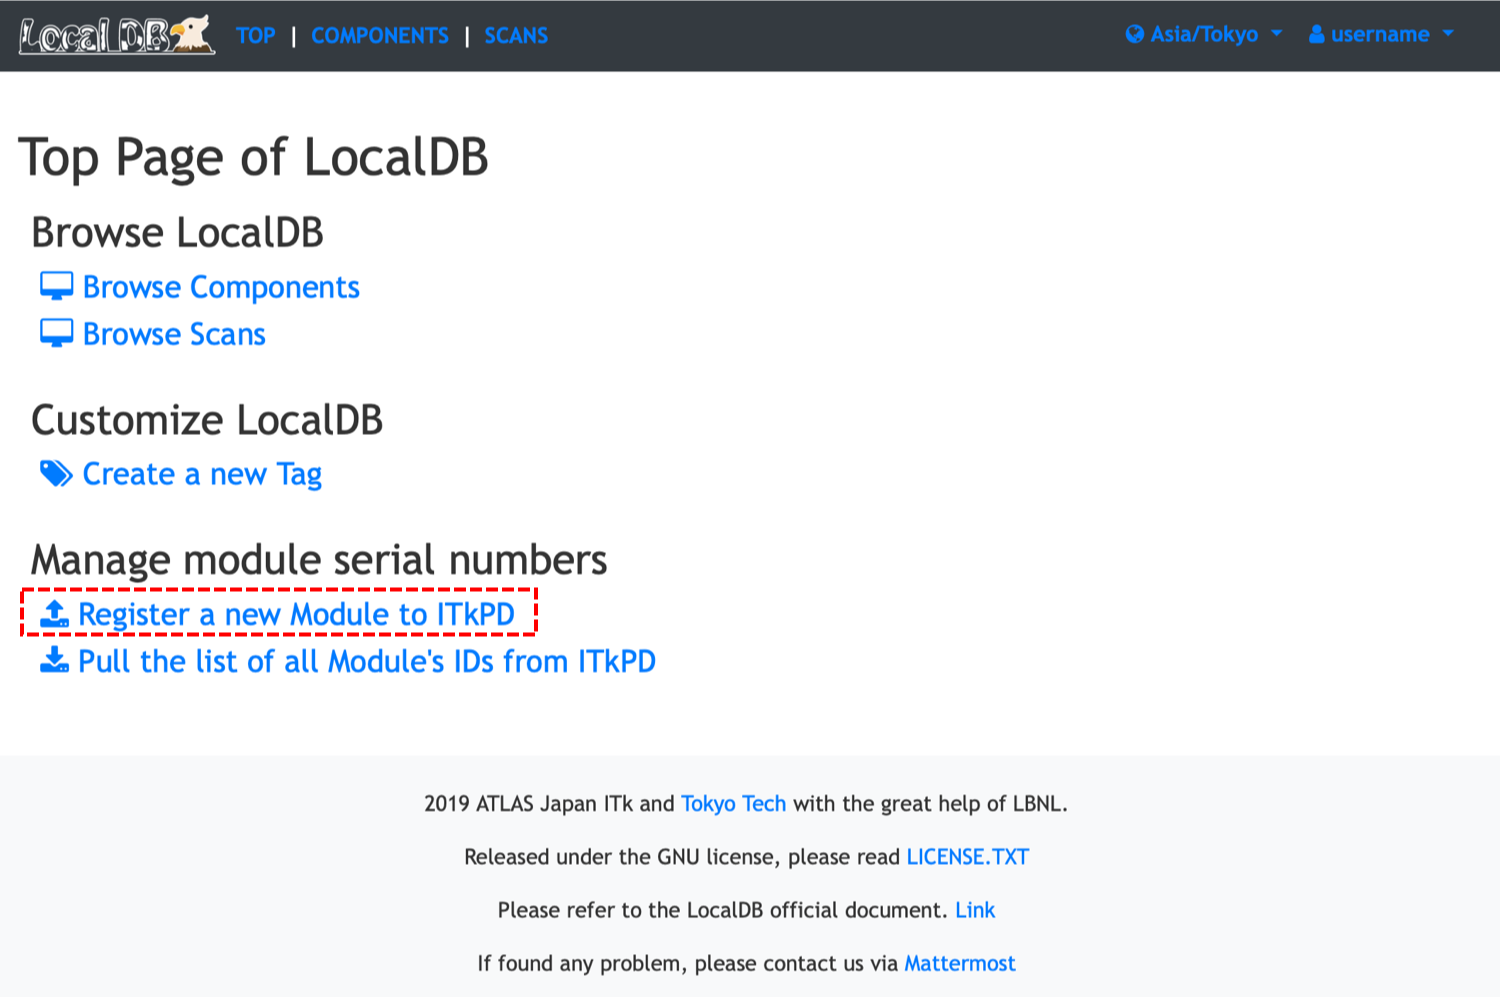 Local DB TOP | COMPONENTS | SCANS Asia/Tokyo username
Top Page of LocalDB
Browse LocalDB
Browse Components
Browse Scans
Customize LocalDB
Create a new Tag
Manage module serial numbers
Register a new Module to ITkPD
Pull the list of all Module's IDs from ITkPD
2019 ATLAS Japan ITk and Tokyo Tech with the great help of LBNL.
Released under the GNU license, please read LICENSE.TXT
Please refer to the LocalDB official document. Link
If found any problem, please contact us via Mattermost